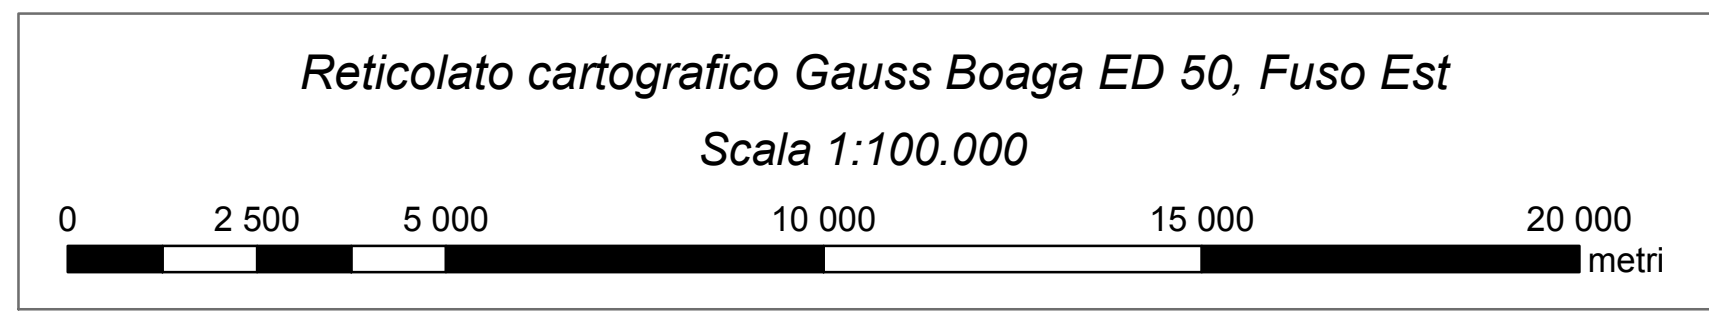 Reticolato cartografico Gauss Boaga ED 50, Fuso Est
Scala 1:100.000
0 2 500 5 000 10 000 15 000 20 000
metri